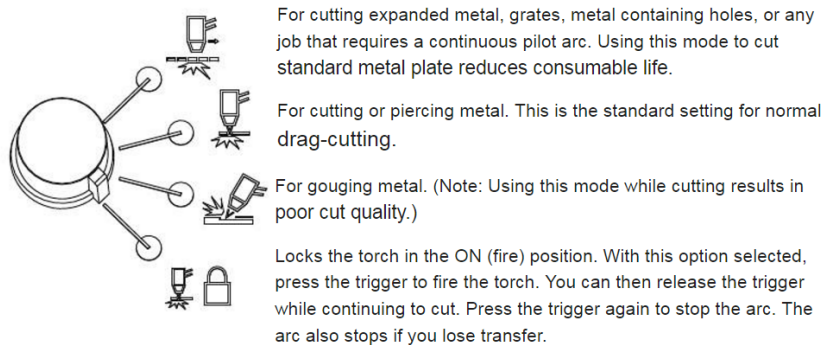 For cutting expanded metal, grates, metal containing holes, or any
job that requires a continuous pilot arc. Using this mode to cut
standard metal plate reduces consumable life.
For cutting or piercing metal. This is the standard setting for normal
drag-cutting.
For gouging metal. (Note: Using this mode while cutting results in
poor cut quality.)
Locks the torch in the ON (fire) position. With this option selected,
press the trigger to fire the torch. You can then release the trigger
while continuing to cut. Press the trigger again to stop the arc. The
arc also stops if you lose transfer.